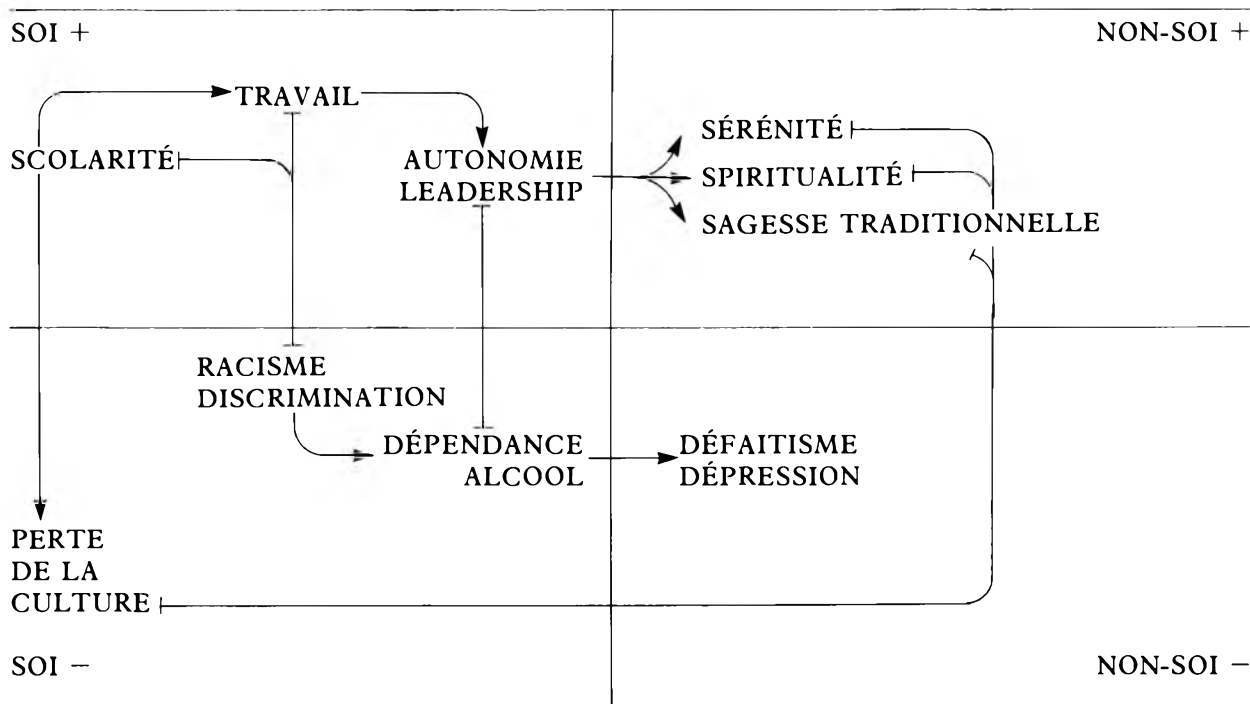 SOI +
NON-SOI +
TRAVAIL
SCOLARITÉ
AUTONOMIE
LEADERSHIP
SÉRÉNITÉ
SPIRITUALITÉ
SAGESSE TRADITIONNELLE
RACISME
DISCRIMINATION
DÉPENDANCE
ALCOOL
DÉFAITISME
DÉPRESSION
PERTE
DE LA
CULTURE
SOI −
NON-SOI −